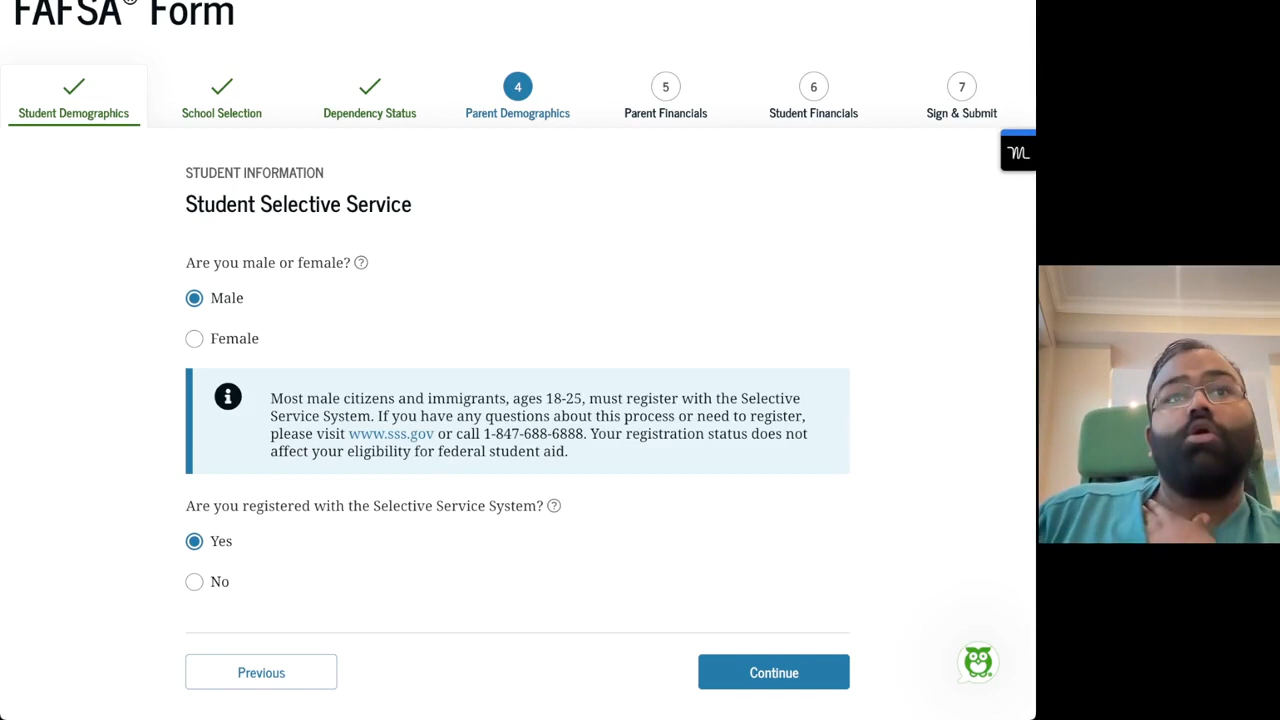 FAFSA® Form
4
5
6
7
Student Demographics
School Selection
Dependency Status
Parent Demographics
Parent Financials
Student Financials
Sign & Submit
STUDENT INFORMATION
Student Selective Service
Are you male or female?
Male
Female
Most male citizens and immigrants, ages 18-25, must register with the Selective
Service System. If you have any questions about this process or need to register,
please visit www.sss.gov or call 1-847-688-6888. Your registration status does not
affect your eligibility for federal student aid.
Are you registered with the Selective Service System?
Yes
No
Previous
Continue